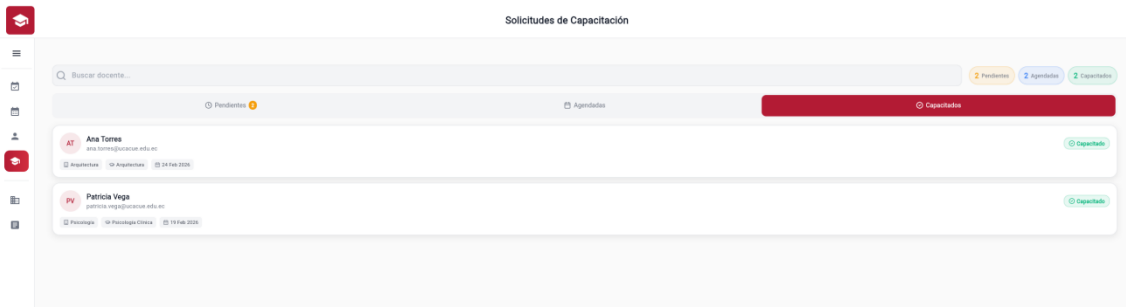 Solicitudes de Capacitación
Buscar docente...
2 Pendientes 2 Agendadas 2 Capacitados
Pendientes
Agendadas
Capacitados
AT Ana Torres
ana.torres@ucacue.edu.ec
Capacitado
Arquitectura Arquitectura 24 Feb 2026
PV Patricia Vega
patricia.vega@ucacue.edu.ec
Capacitado
Psicología Psicología Clínica 19 Feb 2026